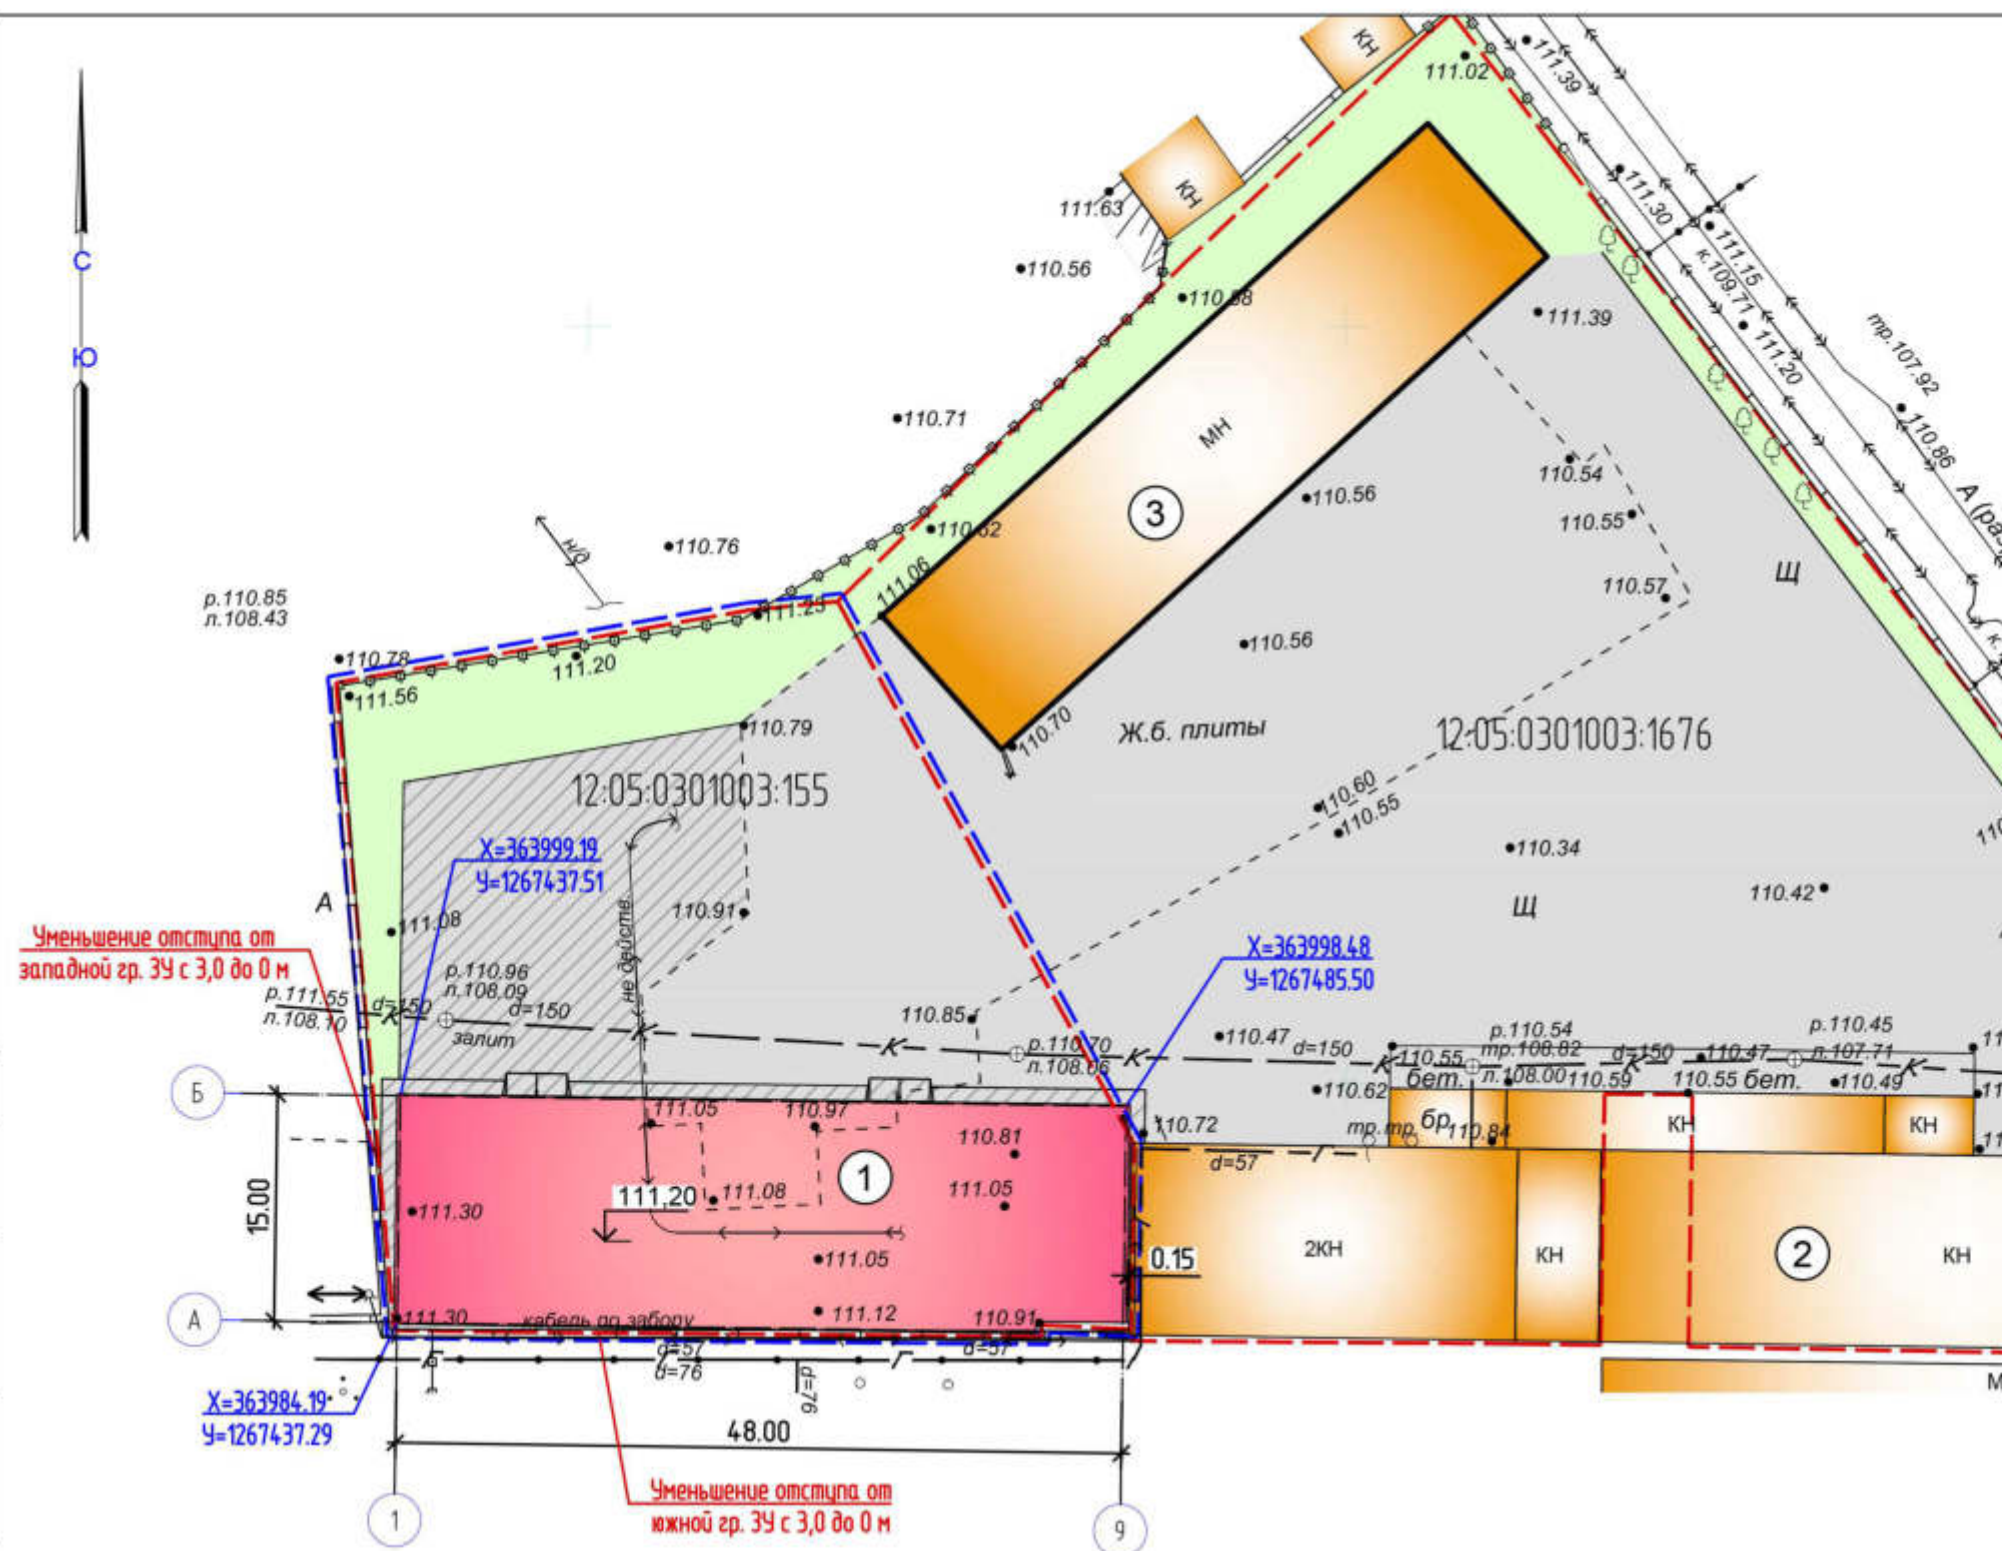 КН
111.02
111.39
КН
111.63
111.30
С
110.56
111.15
к.109.71
110.58
111.39
111.20
тр.107.92
Ю
110.71
МН
110.86
110.54
110.56
А (ра
3
110.55
110.62
110.76
н/д
Щ
111.06
110.57
р.110.85
л.108.43
111.25
110.56
110.78
111.20
111.56
110.79
110.70
Ж.б. плиты
12:05:0301003:1676
12:05:0301003:155
110.60
110.55
110.34
X=363999.19
У=1267437.51
110.42
А
110.91
Щ
111.08
не действ.
Уменьшение отступа от
западной гр. ЗУ с 3,0 до 0 м
X=363998.48
У=1267485.50
р.110.96
л.108.09
р.111.55
л.108.10
d=150
d=150
залит
К
К
110.85
К
К
К
р.110.70
л.108.06
110.47
d=150
р.110.54
тр.108.82
л.108.00
110.55
бет.
d=150
110.47
р.110.45
л.107.71
110.59
110.55 бет.
110.49
110.62
Б
111.05
110.97
110.81
110.72
тр.
тр.
бр.
110.84
КН
КН
d=57
1
111.05
111.08
111.20
111.30
15.00
111.05
0.15
2КН
КН
2
КН
А
111.30
кабель по забору
111.12
110.91
d=57
d=76
d=57
d=76
X=363984.19
У=1267437.29
48.00
Уменьшение отступа от
южной гр. ЗУ с 3,0 до 0 м
1
9